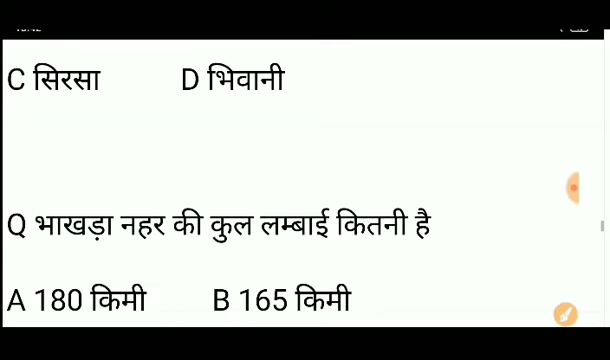 C सिरसा D भिवानी
Q भाखड़ा नहर की कुल लम्बाई कितनी है
A 180 किमी B 165 किमी